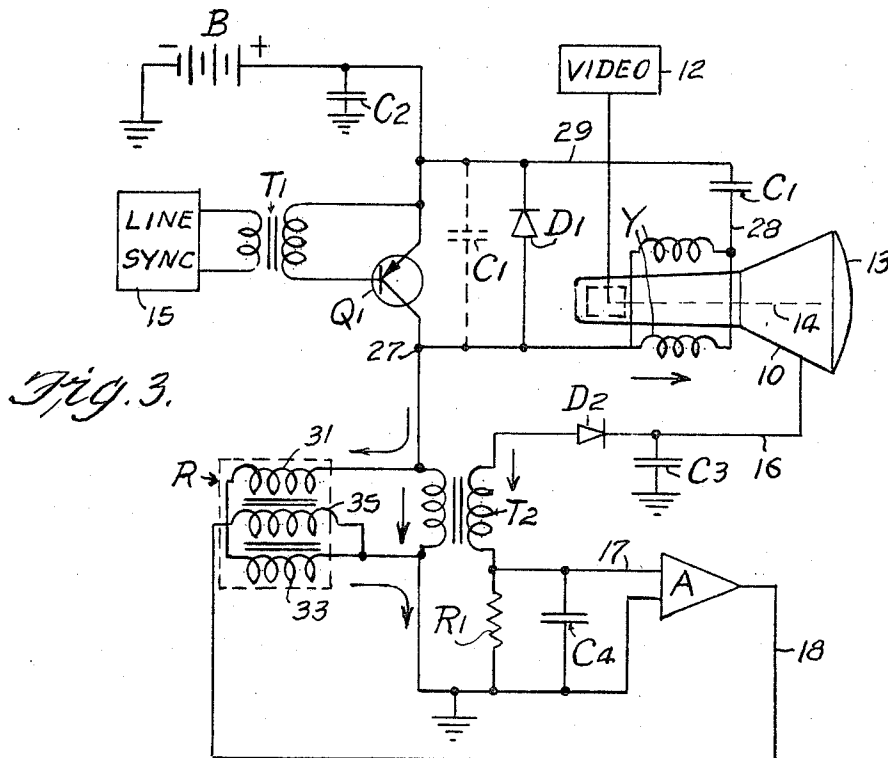 B
- +
C2
VIDEO
12
29
C1
28
T1
LINE
SYNC
15
Q1
C1
D1
Y
13
14
10
27
Fig. 3.
D2
16
C3
R
31
35
33
T2
17
A
R1
C4
18